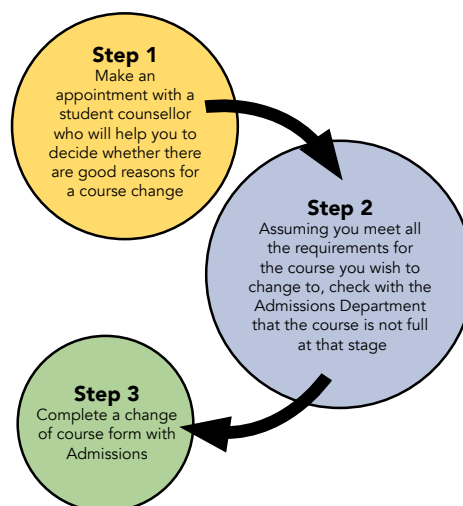 Step 1
Make an
appointment with a
student counsellor
who will help you to
decide whether there
are good reasons for
a course change
Step 2
Assuming you meet all
the requirements for
the course you wish to
change to, check with the
Admissions Department
that the course is not full
at that stage
Step 3
Complete a change
of course form with
Admissions